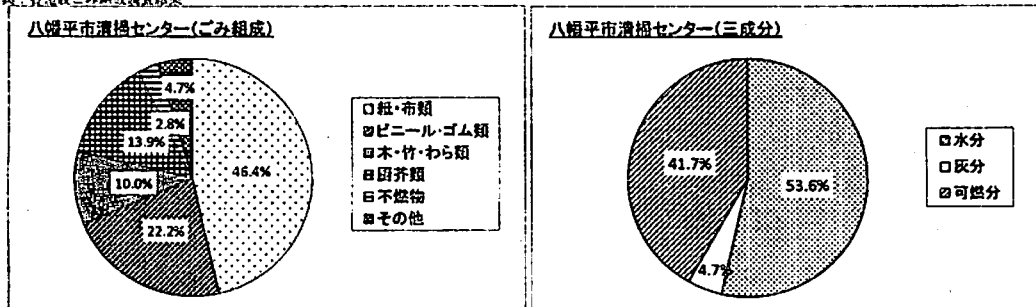 八幡平市清掃センター(ごみ組成)
4.7%
2.8%
13.9%
10.0%
22.2%
46.4%
紙・布類
ビニール・ゴム類
木・竹・わら類
厨芥類
不燃物
その他
八幡平市清掃センター(三成分)
41.7%
53.6%
4.7%
水分
灰分
可燃分